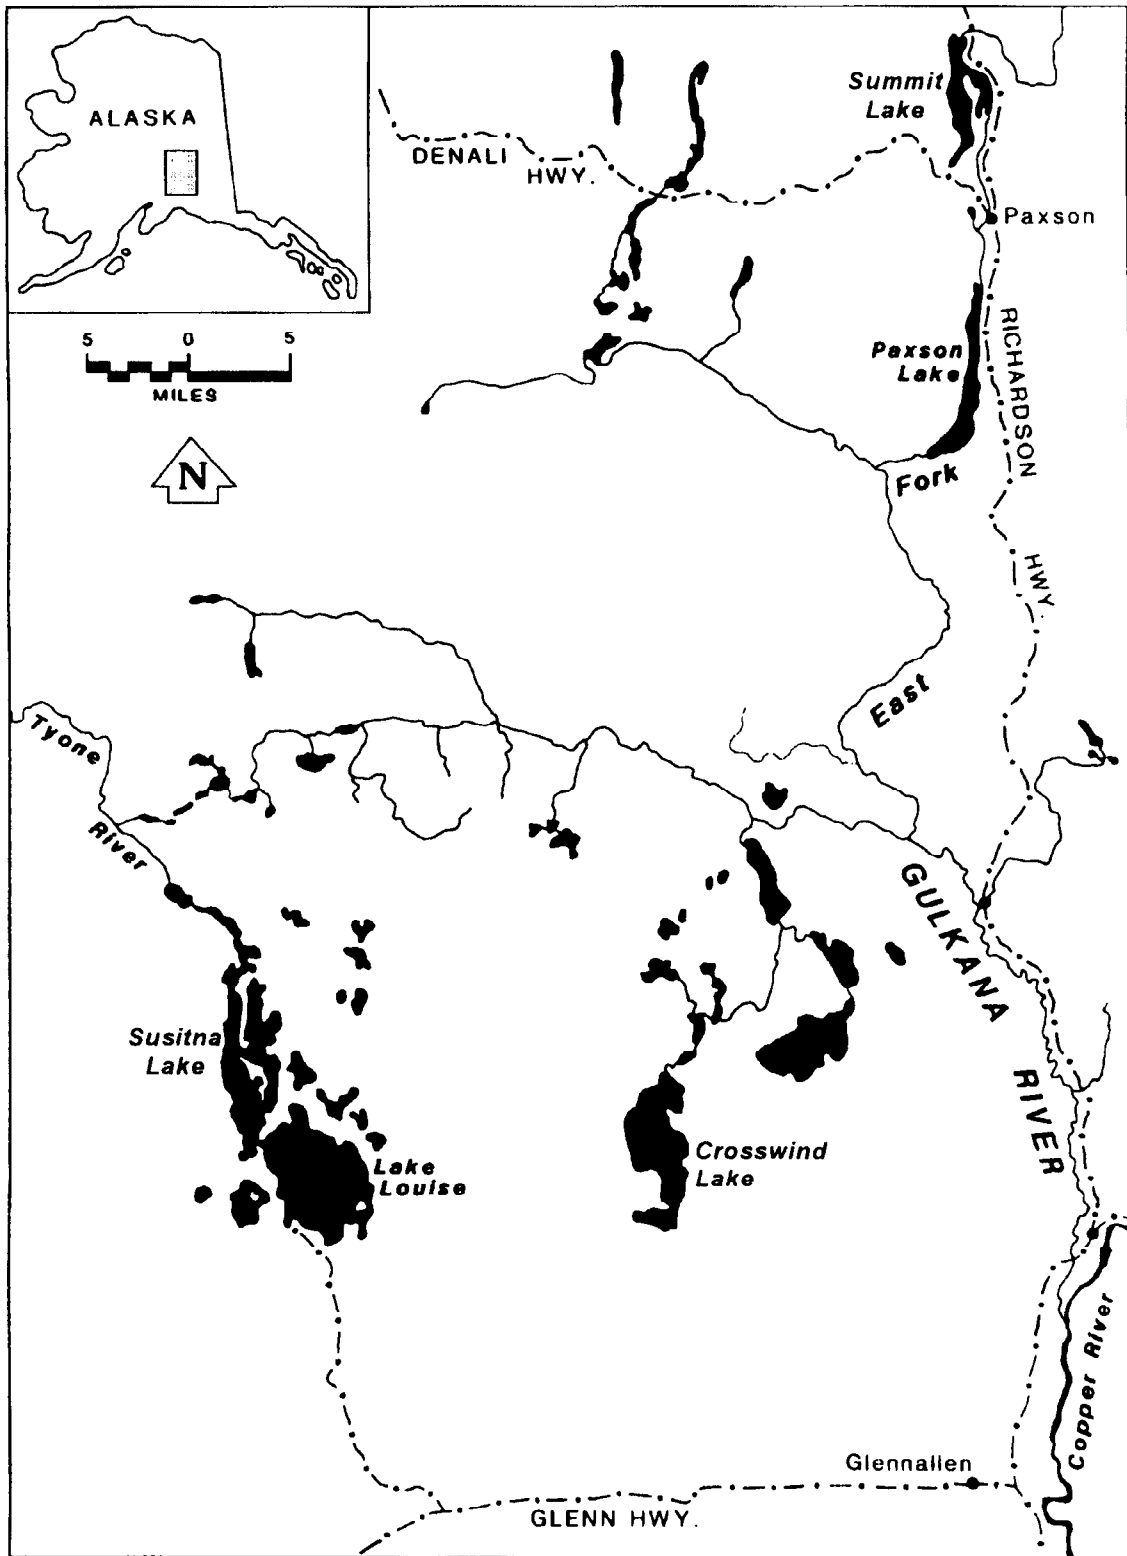 ALASKA
Summit
Lake
DENALI
HWY.
Paxson
5 0 5
MILES
N
Paxson
Lake
RICHARDSON
HWY.
Fork
East
Tyone
River
GULKANA
RIVER
Susitna
Lake
Lake
Louise
Crosswind
Lake
Copper River
Glennallen
GLENN HWY.